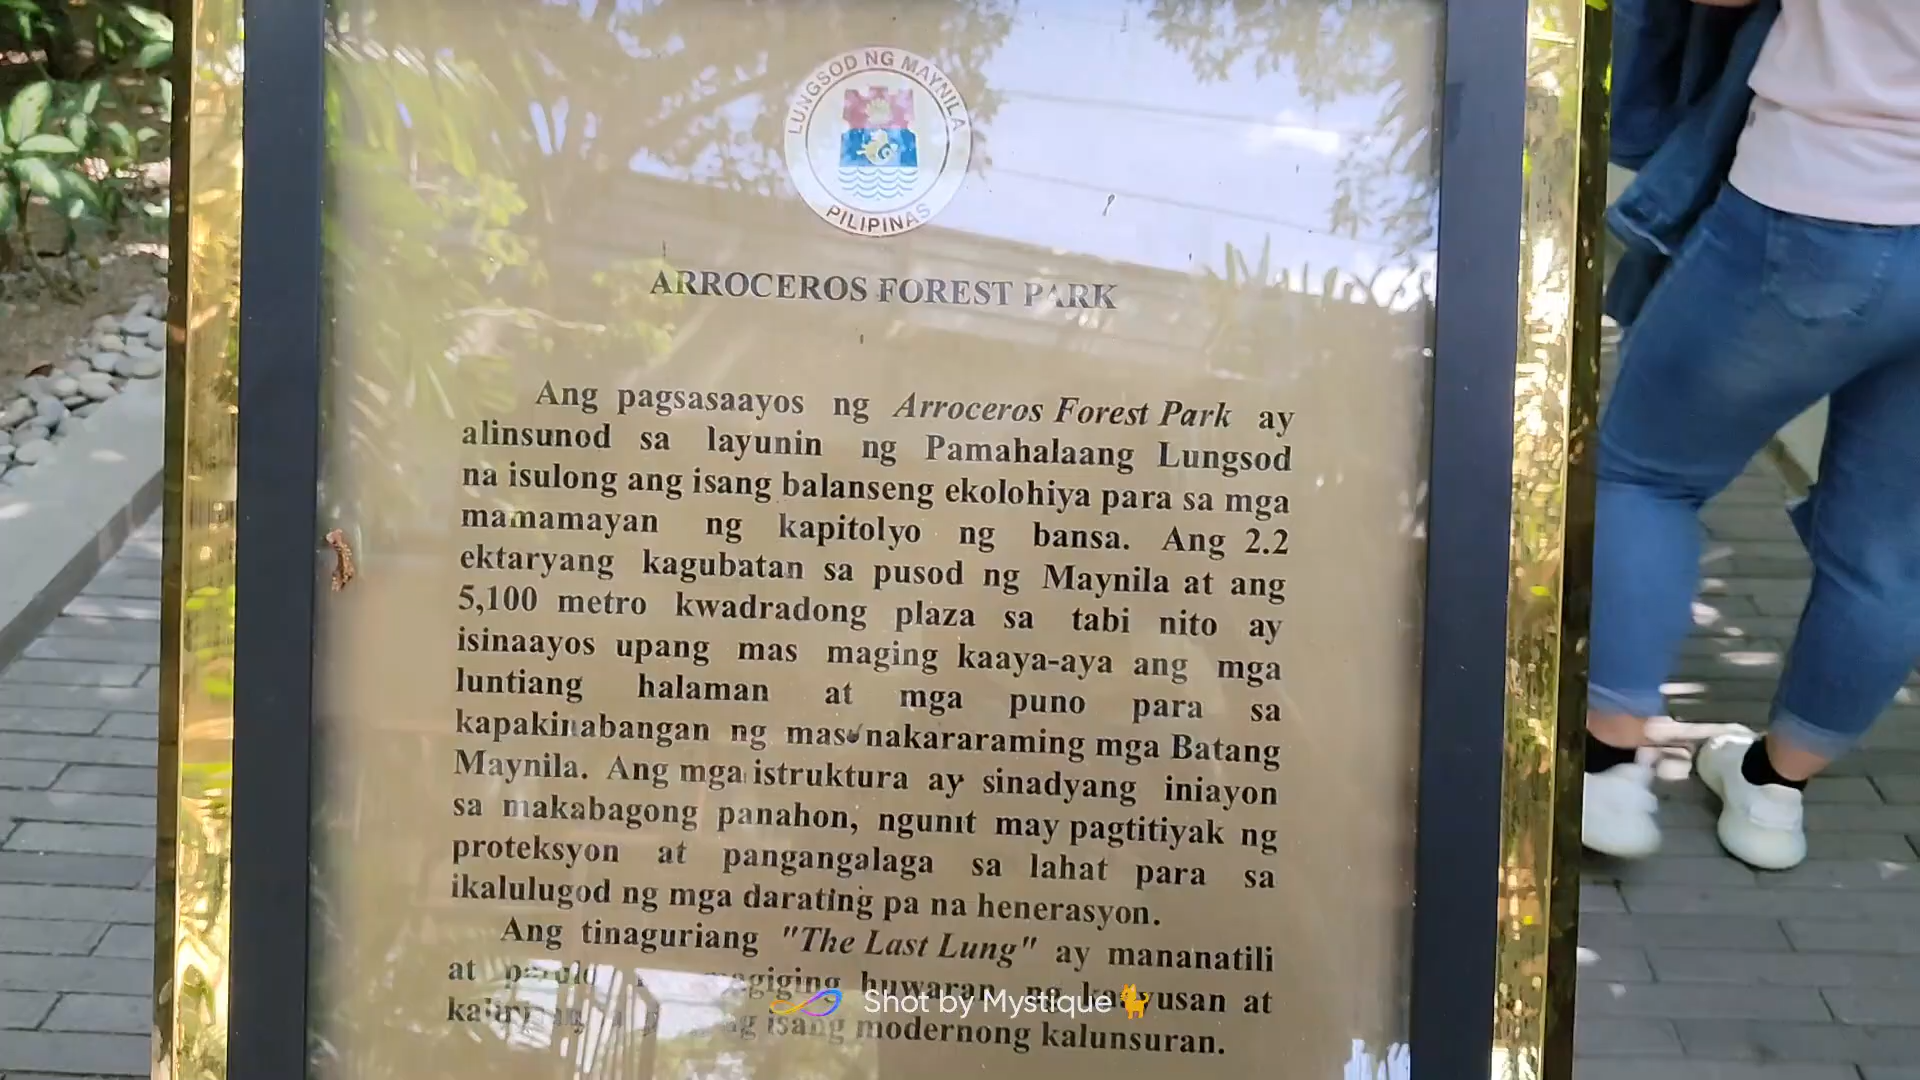 LUNGSOD NG MAYNILA
PILIPINAS
ARROCEROS FOREST PARK
Ang pagsasaayos ng Arroceros Forest Park ay
alinsunod sa layunin ng Pamahalaang Lungsod
na isulong ang isang balanseng ekolohiya para sa mga
mamamayan ng kapitolyo ng bansa. Ang 2.2
ektaryang kagubatan sa pusod ng Maynila at ang
5,100 metro kwadradong plaza sa tabi nito ay
isinaayos upang mas maging kaaya-aya ang mga
luntiang halaman at mga puno para sa
kapakinabangan ng mas nakararaming mga Batang
Maynila. Ang mga istruktura ay sinadyang iniayon
sa makabagong panahon, ngunit may pagtitiyak ng
proteksyon at pangangalaga sa lahat para sa
ikalulugod ng mga darating pa na henerasyon.
Ang tinaguriang "The Last Lung" ay mananatili
at magiging huwaran ng kaayusan at
isang modernong kalunsuran.
Shot by Mystique